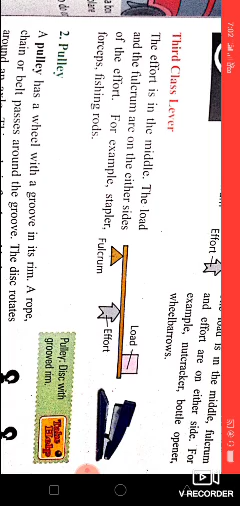 7:02
Effort
load is in the middle, fulcrum
and effort are on either side. For
example, nutcracker, bottle opener,
wheelbarrows.
Third Class Lever
The effort is in the middle. The load
and the fulcrum are on the either sides
of the effort. For example, stapler,
forceps, fishing rods.
Load
Fulcrum
Effort
2. Pulley
A pulley has a wheel with a groove in its rim. A rope,
chain or belt passes around the groove. The disc rotates
around
Pulley: Disc with
grooved rim.
V-RECORDER